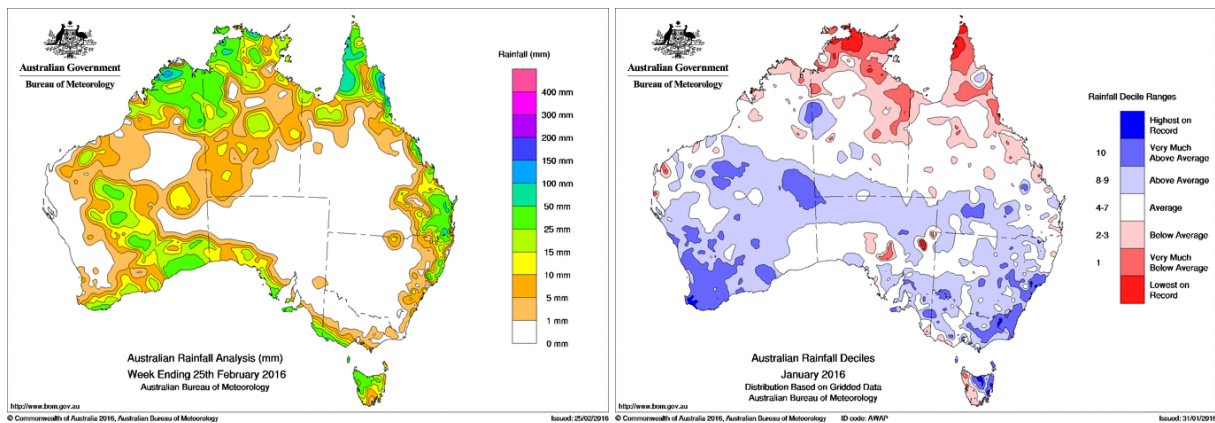 Australian Government
Bureau of Meteorology
Rainfall (mm)
400 mm
300 mm
200 mm
150 mm
100 mm
50 mm
25 mm
15 mm
10 mm
5 mm
1 mm
0 mm
Australian Rainfall Analysis (mm)
Week Ending 25th February 2016
Australian Bureau of Meteorology
http://www.bom.gov.au
© Commonwealth of Australia 2016, Australian Bureau of Meteorology
Issued: 25/02/2016
Australian Government
Bureau of Meteorology
Rainfall Decile Ranges
Highest on
Record
10 Very Much
Above Average
8-9 Above Average
4-7 Average
2-3 Below Average
1 Very Much
Below Average
Lowest on
Record
Australian Rainfall Deciles
January 2016
Distribution Based on Gridded Data
Australian Bureau of Meteorology
http://www.bom.gov.au
© Commonwealth of Australia 2016, Australian Bureau of Meteorology ID code: AWAP Issued: 31/01/2016